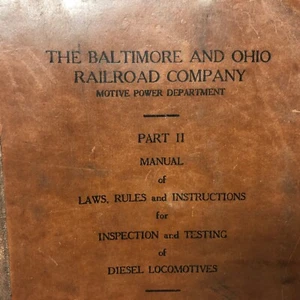 THE BALTIMORE AND OHIO
RAILROAD COMPANY
MOTIVE POWER DEPARTMENT
PART II
MANUAL
of
LAWS, RULES and INSTRUCTIONS
for
INSPECTION and TESTING
of
DIESEL LOCOMOTIVES